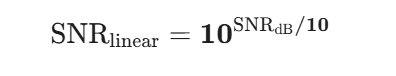 SNR_linear = 10^(SNR_dB/10)